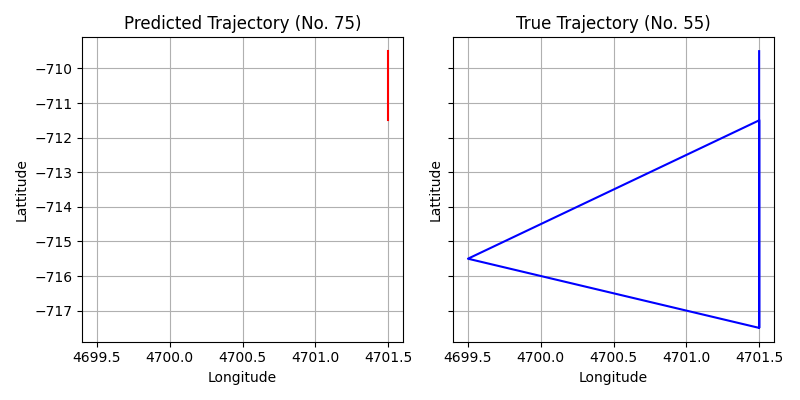 Predicted Trajectory (No. 75)
True Trajectory (No. 55)
Lattitude
−710
−711
−712
−713
−714
−715
−716
−717
4699.5 4700.0 4700.5 4701.0 4701.5
Longitude
Lattitude
4699.5 4700.0 4700.5 4701.0 4701.5
Longitude